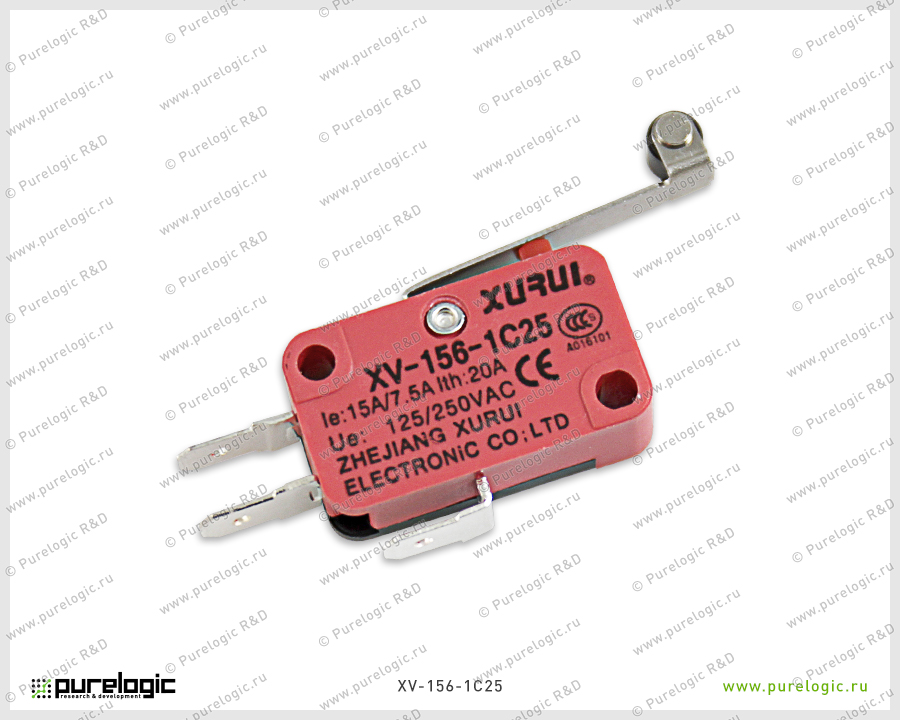 XURUI®
XV-156-1C25
CCC S
A016101
Ie:15A/7.5A Ith:20A
CE
Ue: 125/250VAC
ZHEJIANG XURUI
ELECTRONiC CO;LTD
purelogic
research & development
XV-156-1C25
www.purelogic.ru
© Purelogic R&D
www.purelogic.ru